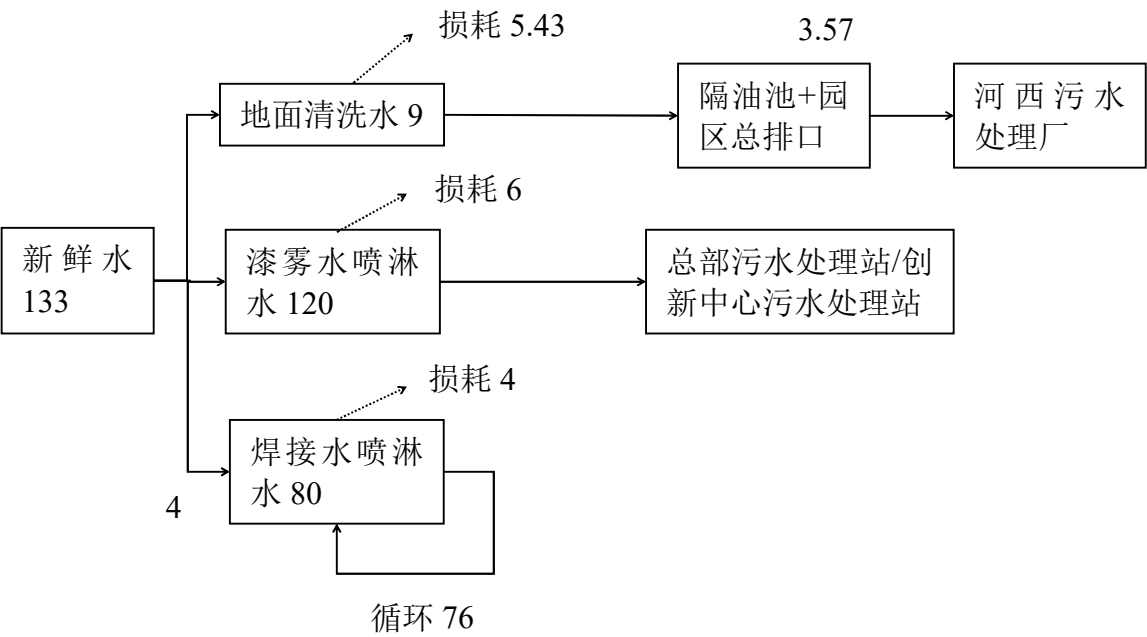 损耗 5.43
3.57
地面清洗水 9
隔油池+园
区总排口
河西污水
处理厂
损耗 6
新鲜水
133
漆雾水喷淋
水 120
总部污水处理站/创
新中心污水处理站
损耗 4
焊接水喷淋
水 80
4
循环 76